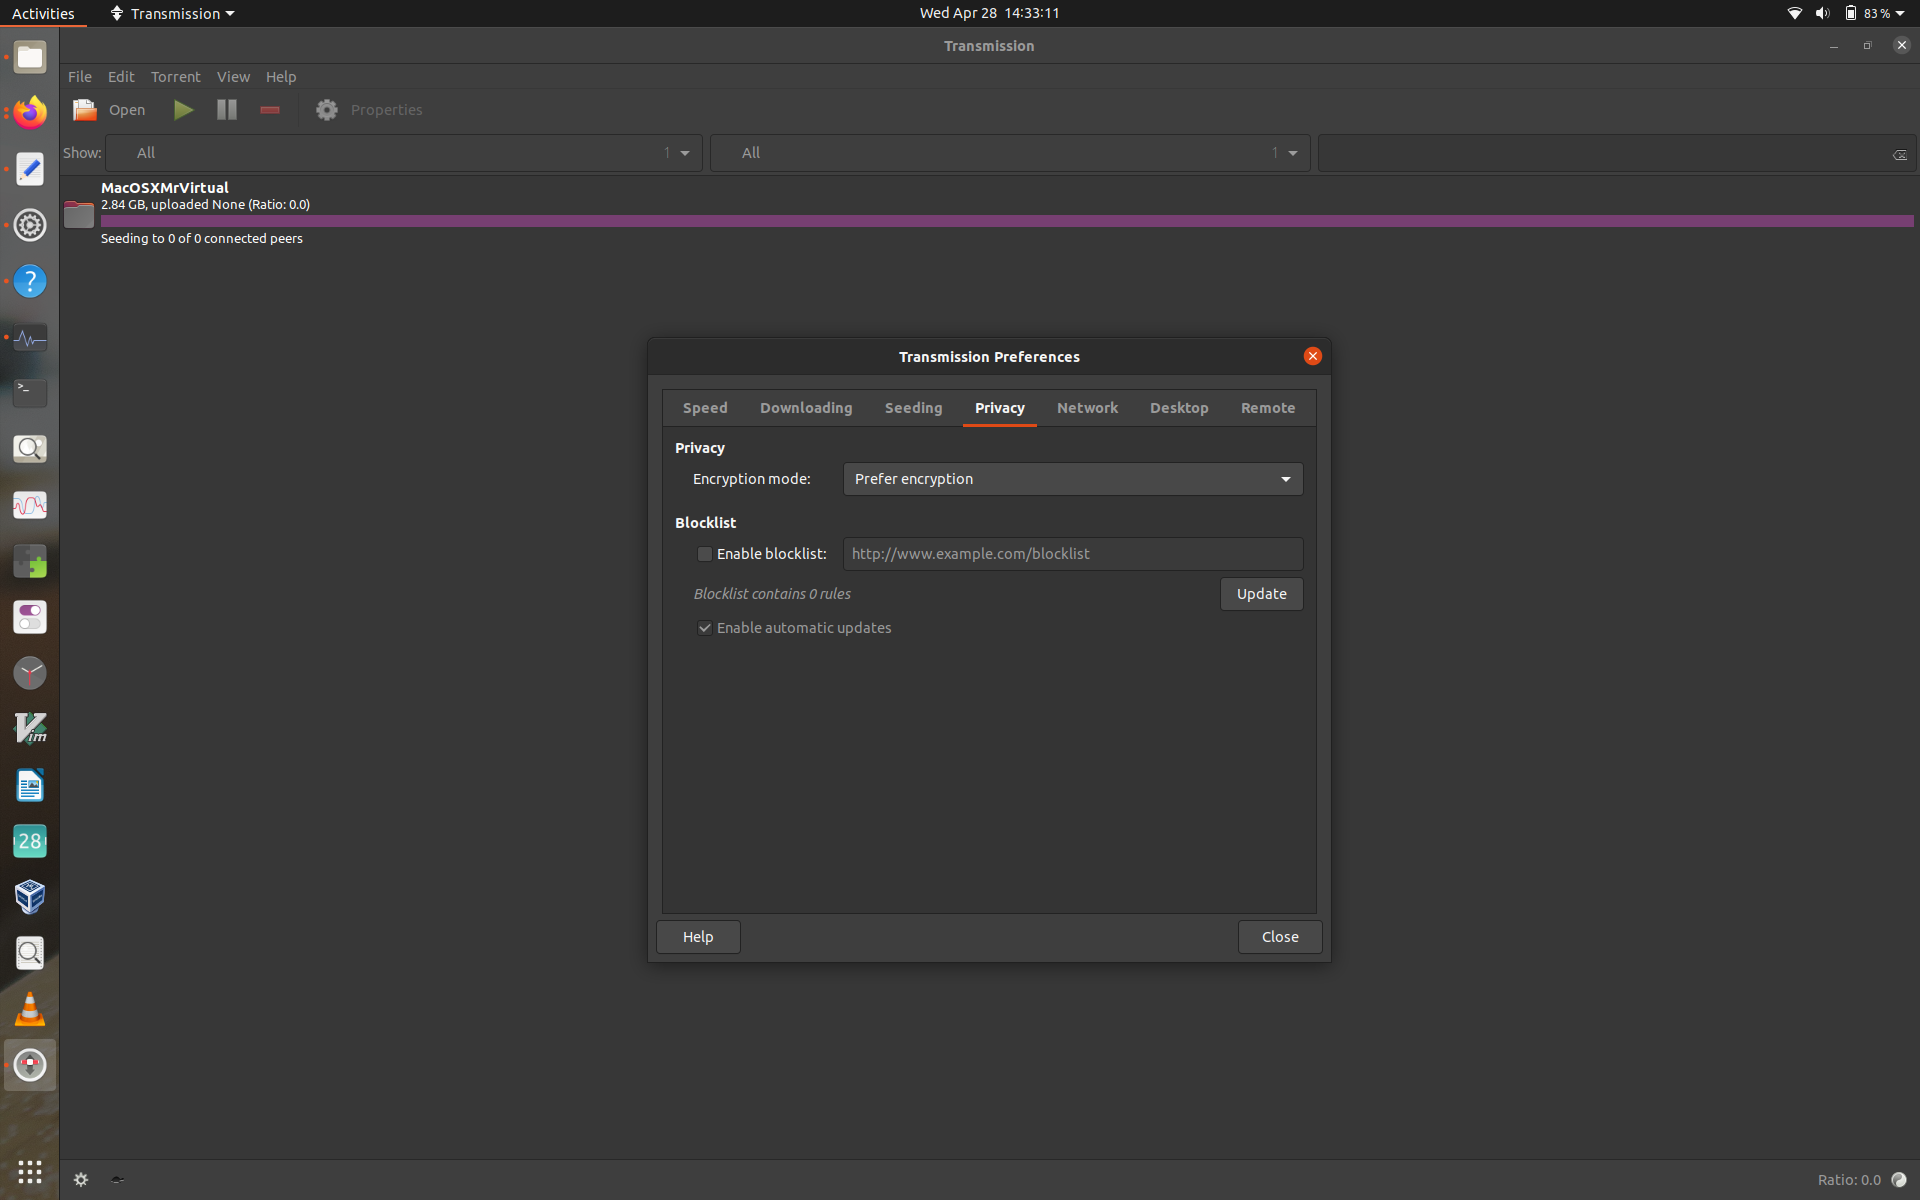 Activities
Transmission
Wed Apr 28 14:33:11
83 %
Transmission
File Edit Torrent View Help
Open
Properties
Show:
All
1
All
1
MacOSXMrVirtual
2.84 GB, uploaded None (Ratio: 0.0)
Seeding to 0 of 0 connected peers
Transmission Preferences
Speed Downloading Seeding Privacy Network Desktop Remote
Privacy
Encryption mode:
Prefer encryption
Blocklist
Enable blocklist:
http://www.example.com/blocklist
Blocklist contains 0 rules
Update
Enable automatic updates
Help
Close
?
>_
Vim
28
Ratio: 0.0